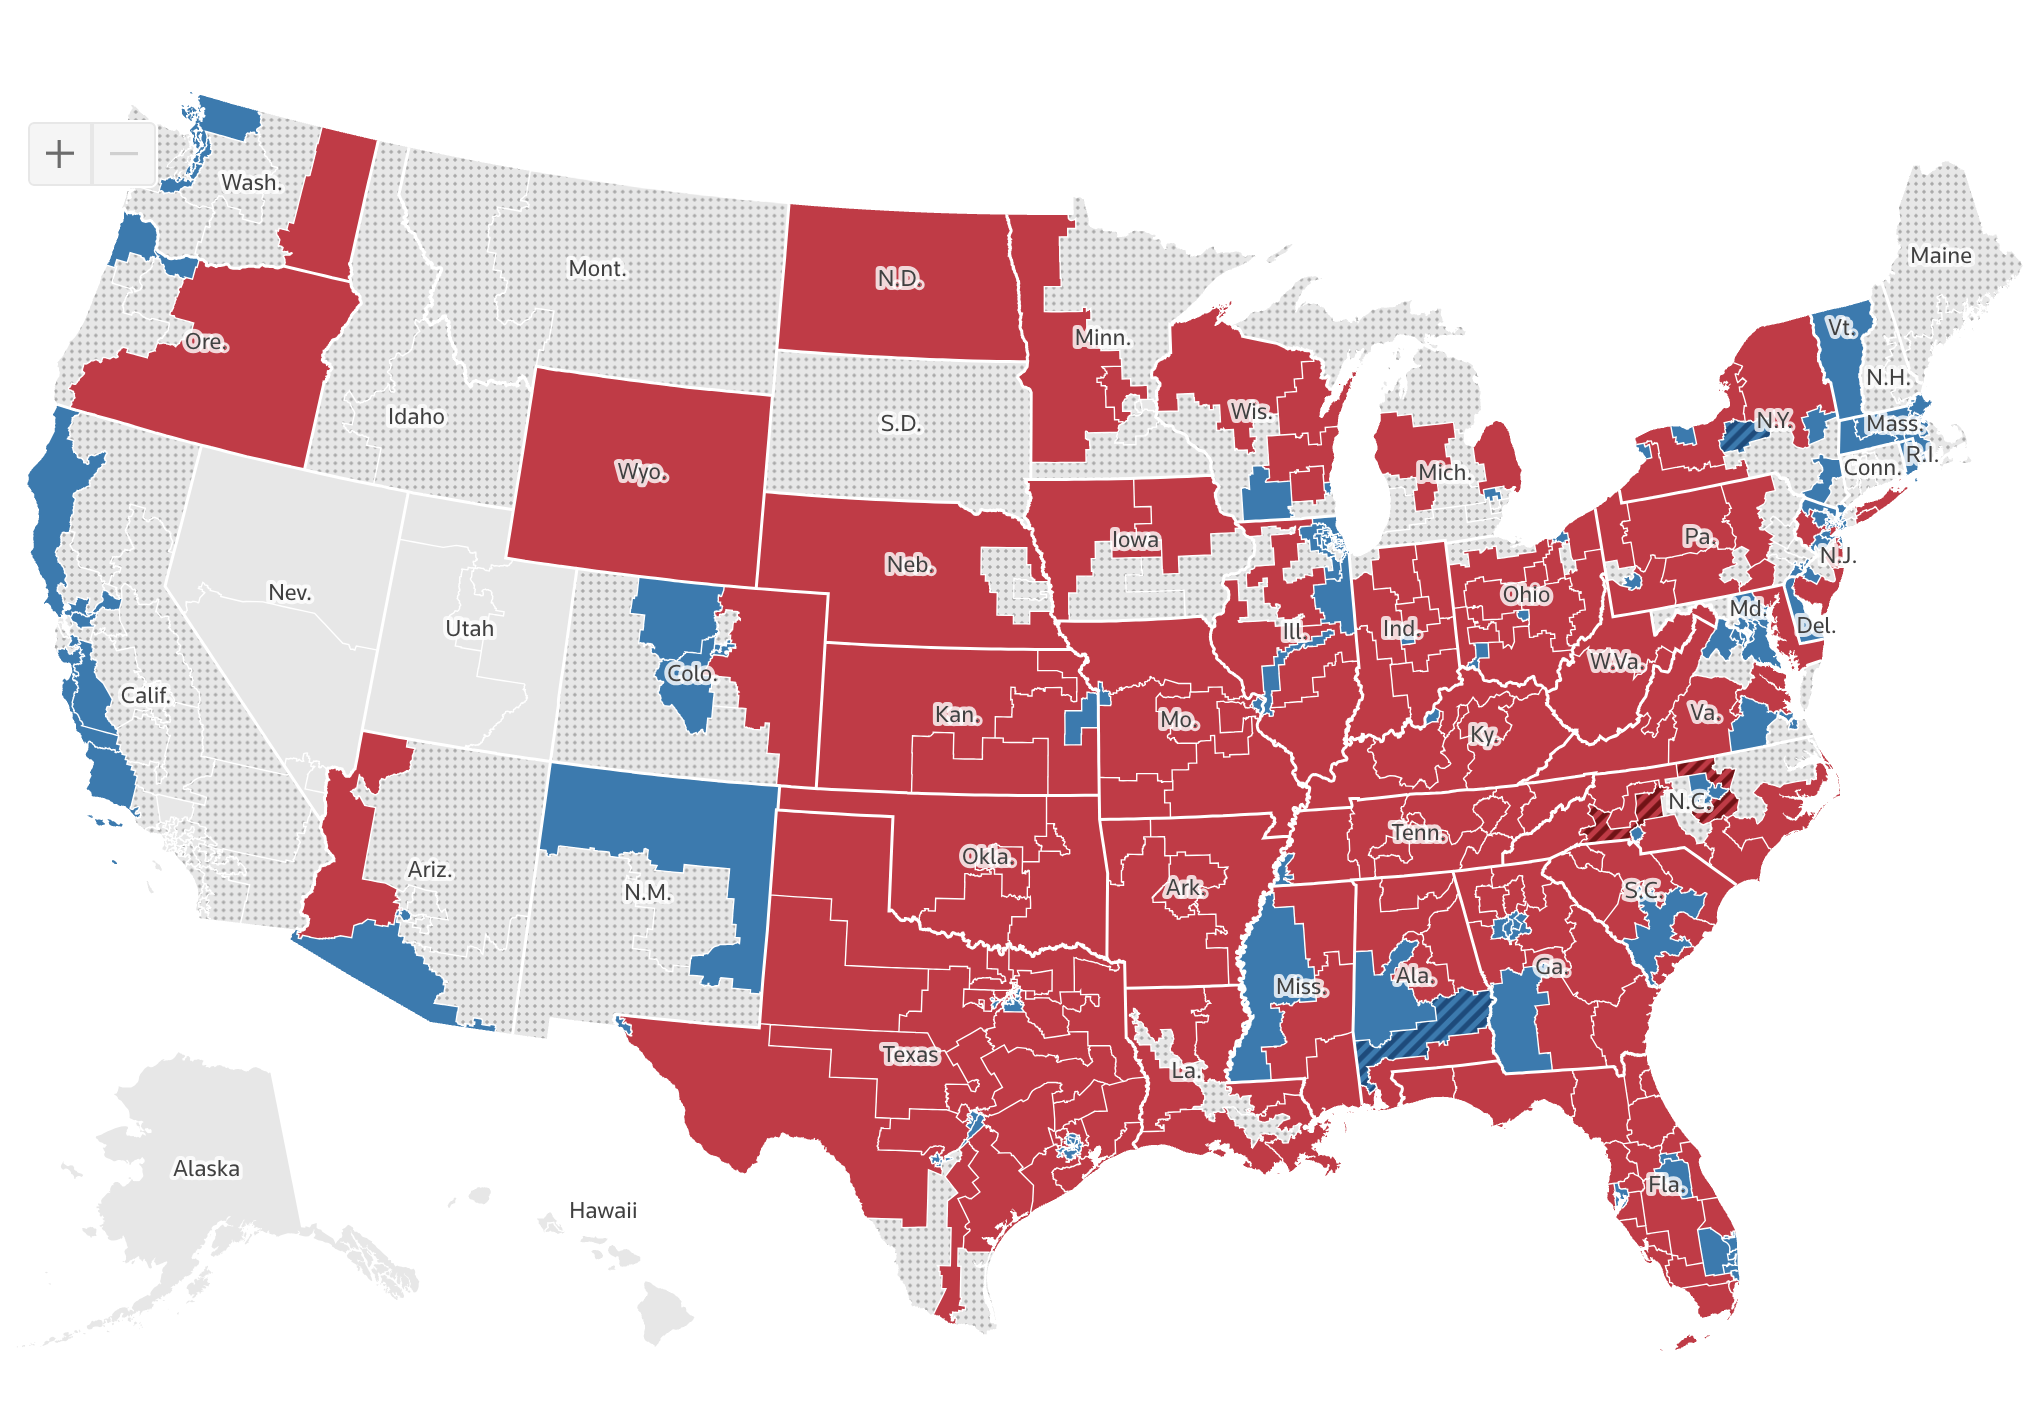 + −
Wash.
Mont.
N.D.
Minn.
Maine
Vt.
N.H.
Ore.
Idaho
S.D.
Wis.
Mich.
N.Y.
Mass.
R.I.
Conn.
Wyo.
Iowa
Pa.
N.J.
Nev.
Utah
Neb.
Ill.
Ind.
Ohio
Md.
Del.
Calif.
Colo.
Kan.
Mo.
Ky.
W.Va.
Va.
Ariz.
N.M.
Okla.
Ark.
Tenn.
N.C.
S.C.
Texas
La.
Miss.
Ala.
Ga.
Fla.
Alaska
Hawaii